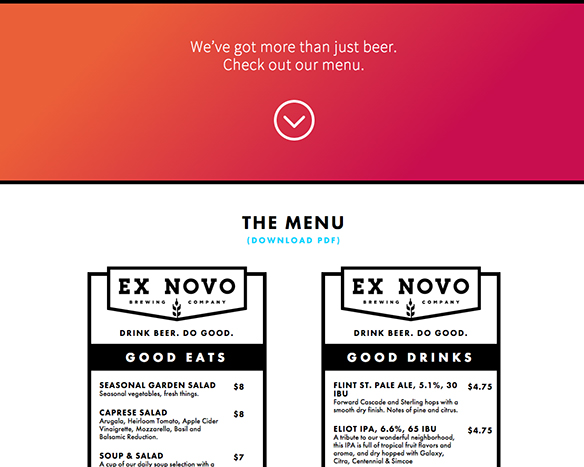 We've got more than just beer.
Check out our menu.
THE MENU
(DOWNLOAD PDF)
EX NOVO
BREWING COMPANY
DRINK BEER. DO GOOD.
GOOD EATS
SEASONAL GARDEN SALAD $8
Seasonal vegetables, fresh things.
CAPRESE SALAD $8
Arugala, Heirloom Tomato, Apple Cider
Vinaigrette, Mozzarella, Basil and
Balsamic Reduction.
SOUP & SALAD $7
A cup of our daily soup selection with a
EX NOVO
BREWING COMPANY
DRINK BEER. DO GOOD.
GOOD DRINKS
FLINT ST. PALE ALE, 5.1%, 30 $4.75
IBU
Forward Cascade and Sterling hops with a
smooth dry finish. Notes of pine and citrus.
ELIOT IPA, 6.6%, 65 IBU $4.75
A tribute to our wonderful neighborhood,
this IPA is full of tropical fruit flavors and
aroma, and dry hopped with Galaxy,
Citra, Centennial & Simcoe